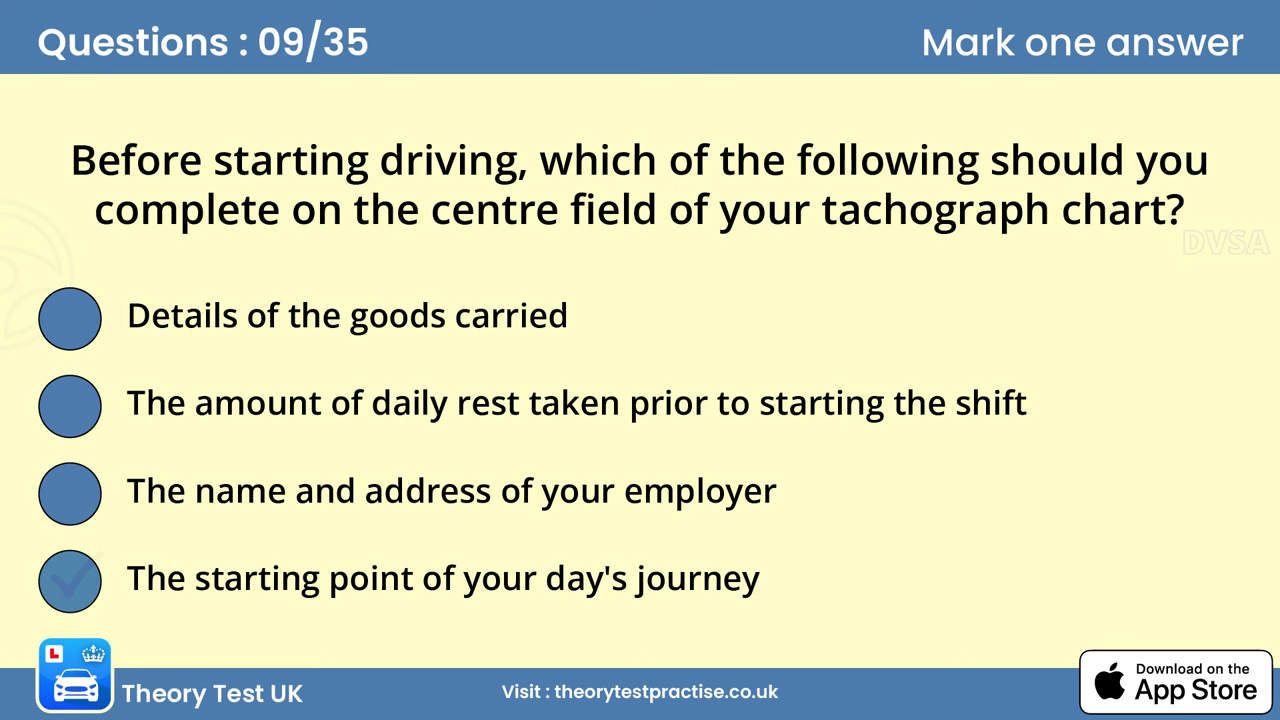 Questions : 09/35
Mark one answer
Before starting driving, which of the following should you
complete on the centre field of your tachograph chart?
DVSA
Details of the goods carried
The amount of daily rest taken prior to starting the shift
The name and address of your employer
The starting point of your day's journey
L
Theory Test UK
Visit : theorytestpractise.co.uk
Download on the
App Store